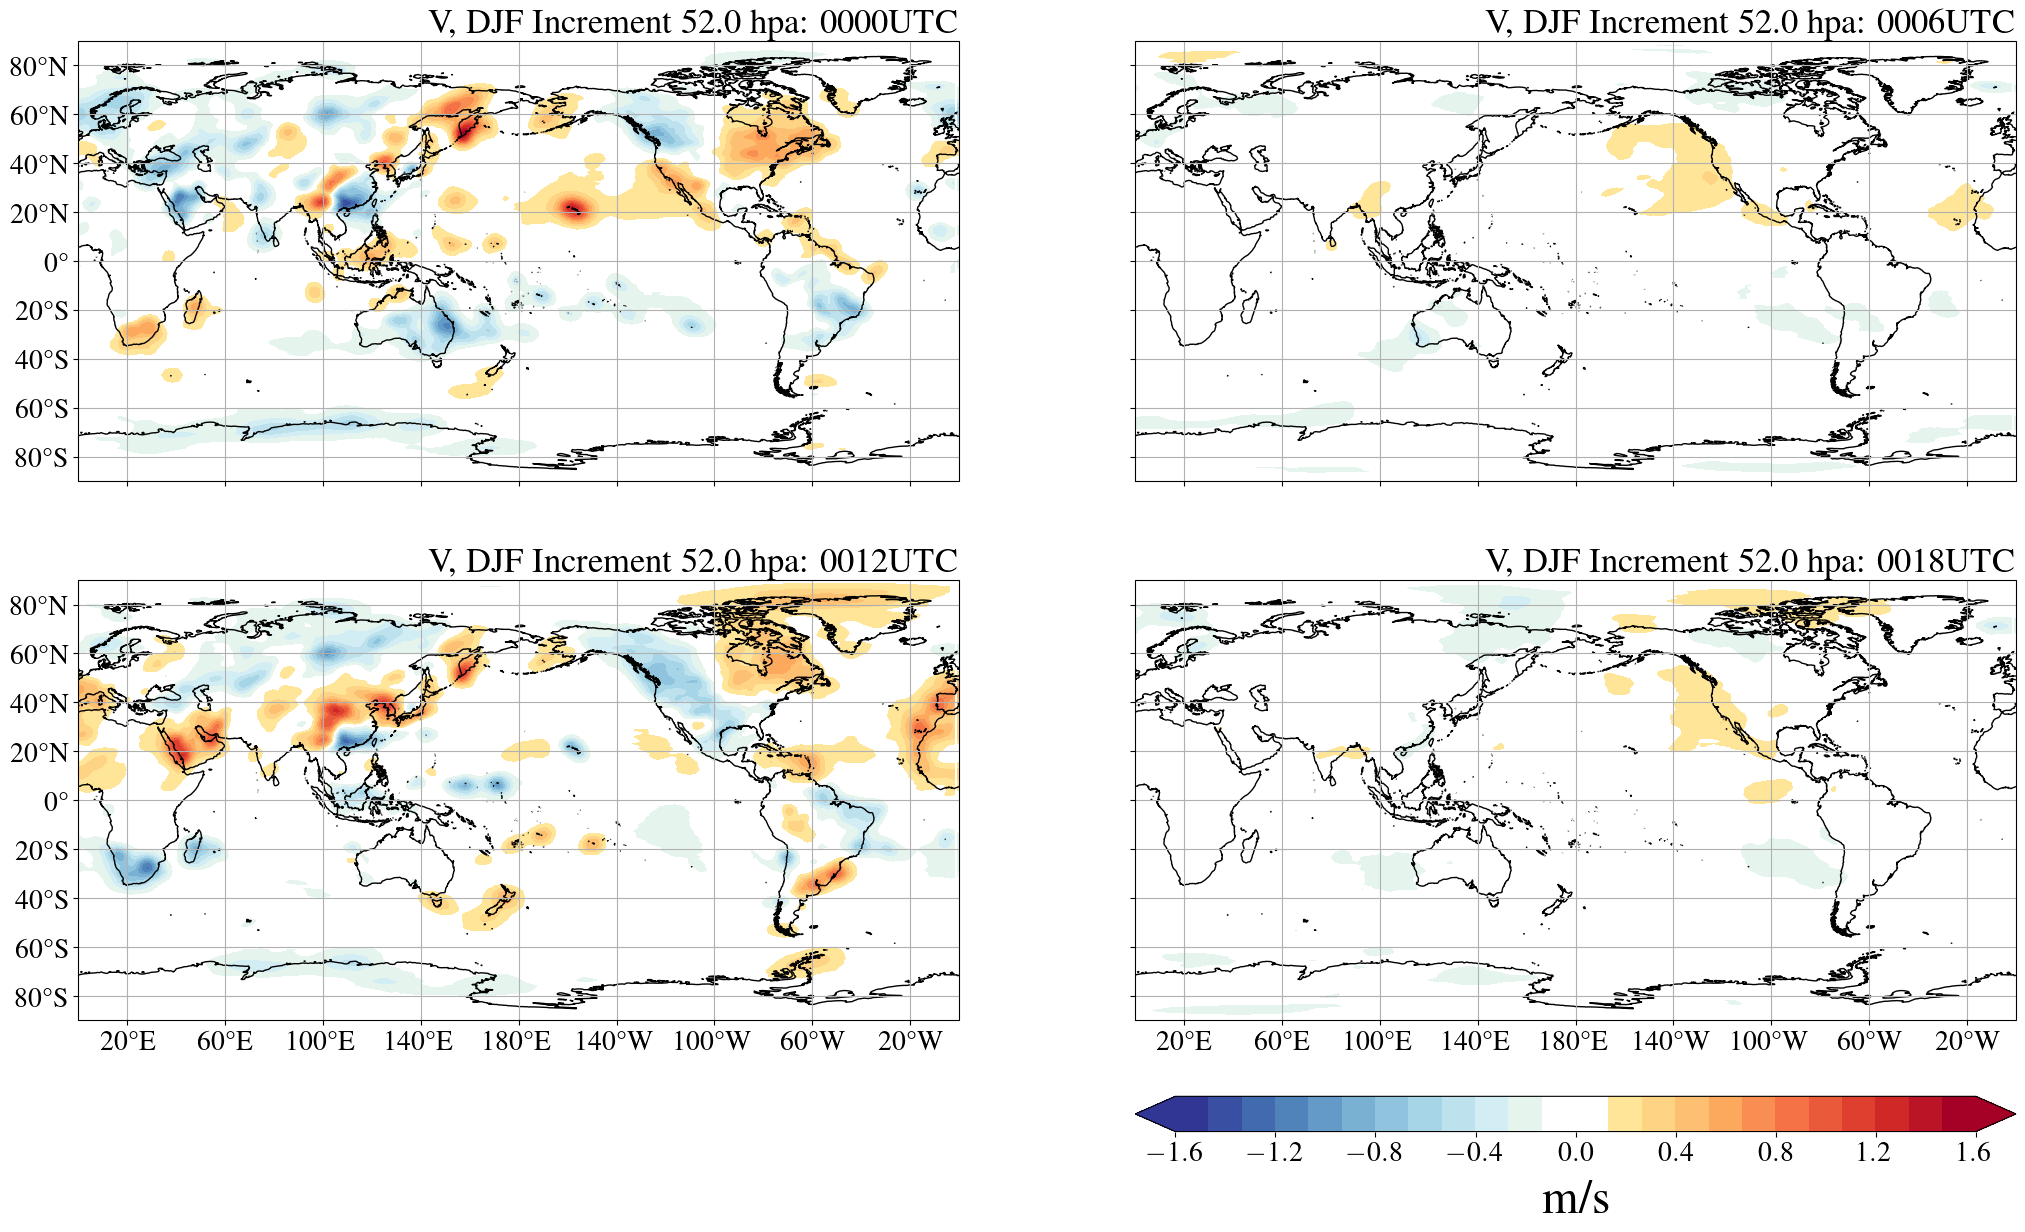 V, DJF Increment 52.0 hpa: 0000UTC
V, DJF Increment 52.0 hpa: 0006UTC
80°N
60°N
40°N
20°N
0°
20°S
40°S
60°S
80°S
V, DJF Increment 52.0 hpa: 0012UTC
V, DJF Increment 52.0 hpa: 0018UTC
80°N
60°N
40°N
20°N
0°
20°S
40°S
60°S
80°S
20°E 60°E 100°E 140°E 180°E 140°W 100°W 60°W 20°W
20°E 60°E 100°E 140°E 180°E 140°W 100°W 60°W 20°W
−1.6 −1.2 −0.8 −0.4 0.0 0.4 0.8 1.2 1.6
m/s